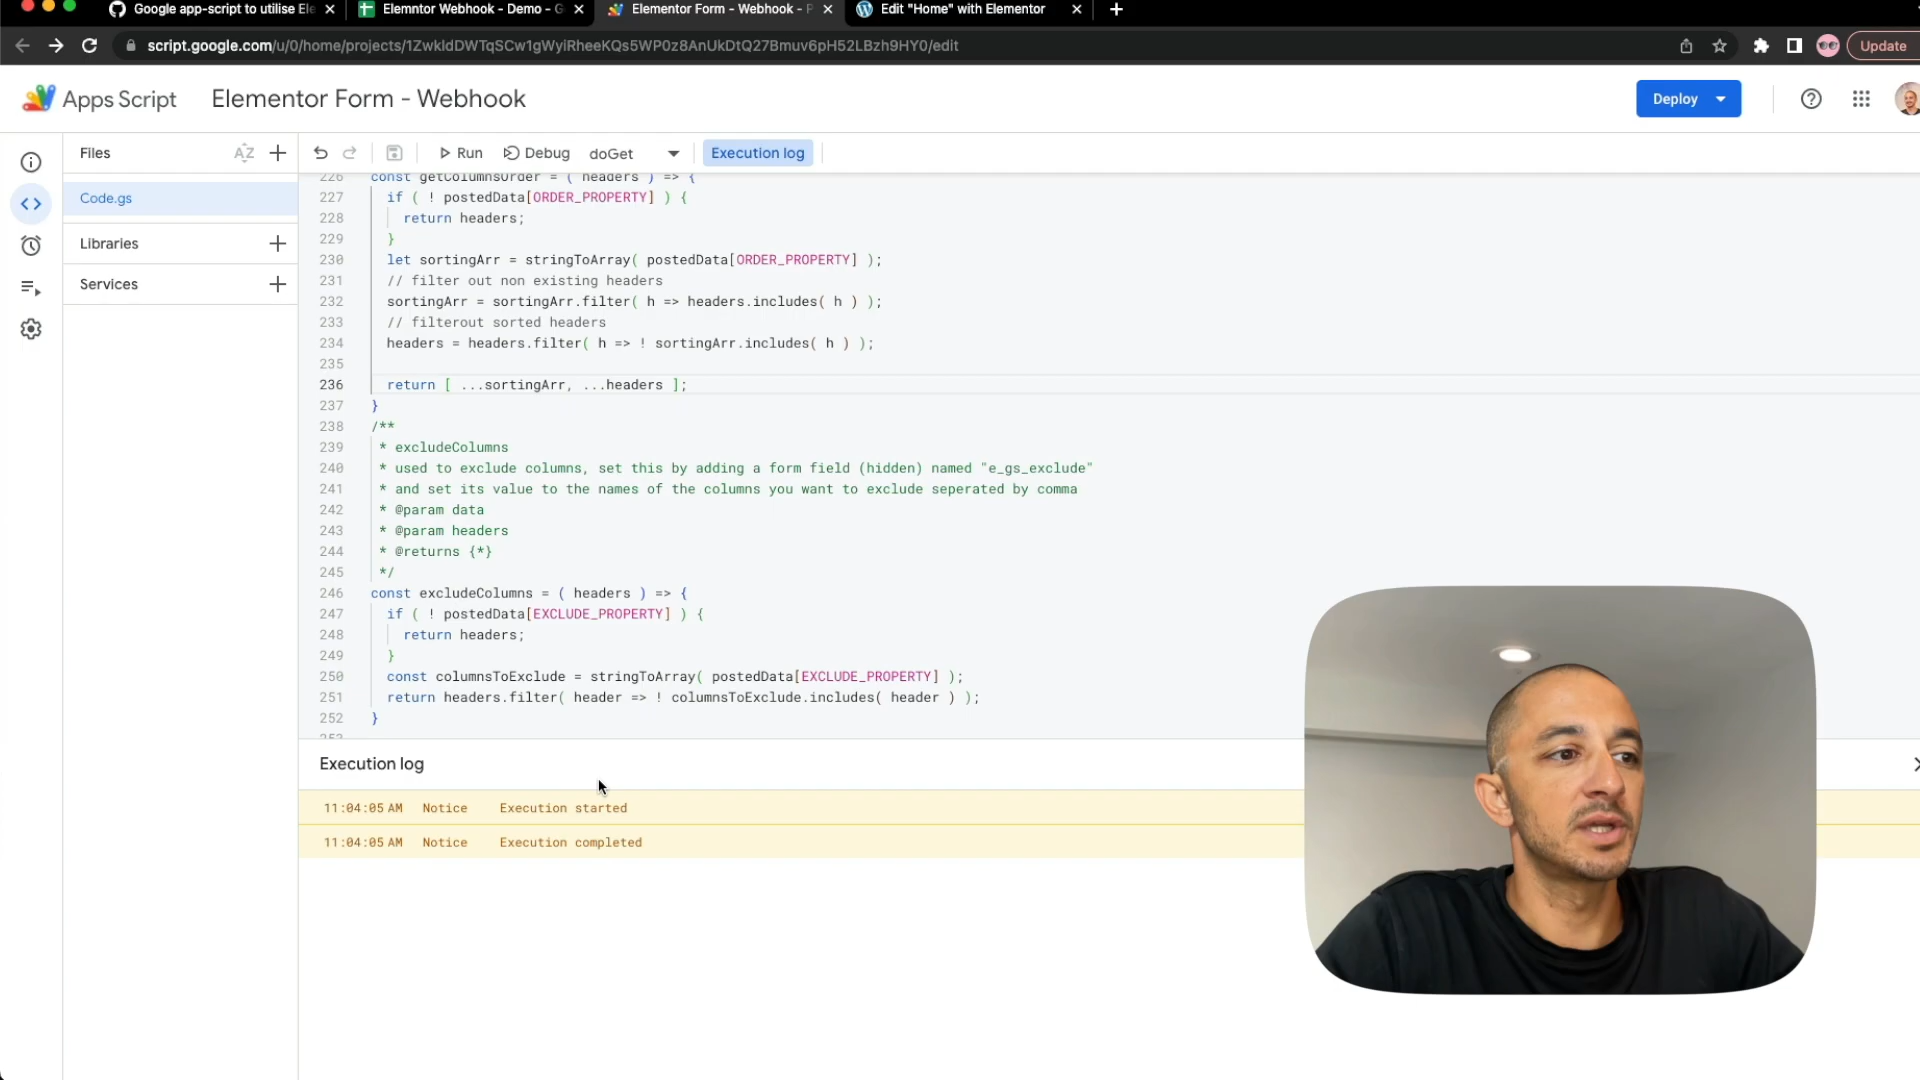 Google app-script to utilise Ele
Elemntor Webhook - Demo - G
Elementor Form - Webhook - P
Edit "Home" with Elementor
script.google.com/u/0/home/projects/1ZwkldDWTqSCw1gWyiRheeKQs5WP0z8AnUkDtQ27Bmuv6pH52LBzh9HY0/edit
Update
Apps Script
Elementor Form - Webhook
Deploy
Files
AZ
Run
Debug
doGet
Execution log
Code.gs
Libraries
Services
226 const getColumnsOrder = ( headers ) => {
227 if ( ! postedData[ORDER_PROPERTY] ) {
228 return headers;
229 }
230 let sortingArr = stringToArray( postedData[ORDER_PROPERTY] );
231 // filter out non existing headers
232 sortingArr = sortingArr.filter( h => headers.includes( h ) );
233 // filterout sorted headers
234 headers = headers.filter( h => ! sortingArr.includes( h ) );
235
236 return [ ...sortingArr, ...headers ];
237 }
238 /**
239 * excludeColumns
240 * used to exclude columns, set this by adding a form field (hidden) named "e_gs_exclude"
241 * and set its value to the names of the columns you want to exclude seperated by comma
242 * @param data
243 * @param headers
244 * @returns {*}
245 */
246 const excludeColumns = ( headers ) => {
247 if ( ! postedData[EXCLUDE_PROPERTY] ) {
248 return headers;
249 }
250 const columnsToExclude = stringToArray( postedData[EXCLUDE_PROPERTY] );
251 return headers.filter( header => ! columnsToExclude.includes( header ) );
252 }
253
Execution log
11:04:05 AM Notice Execution started
11:04:05 AM Notice Execution completed